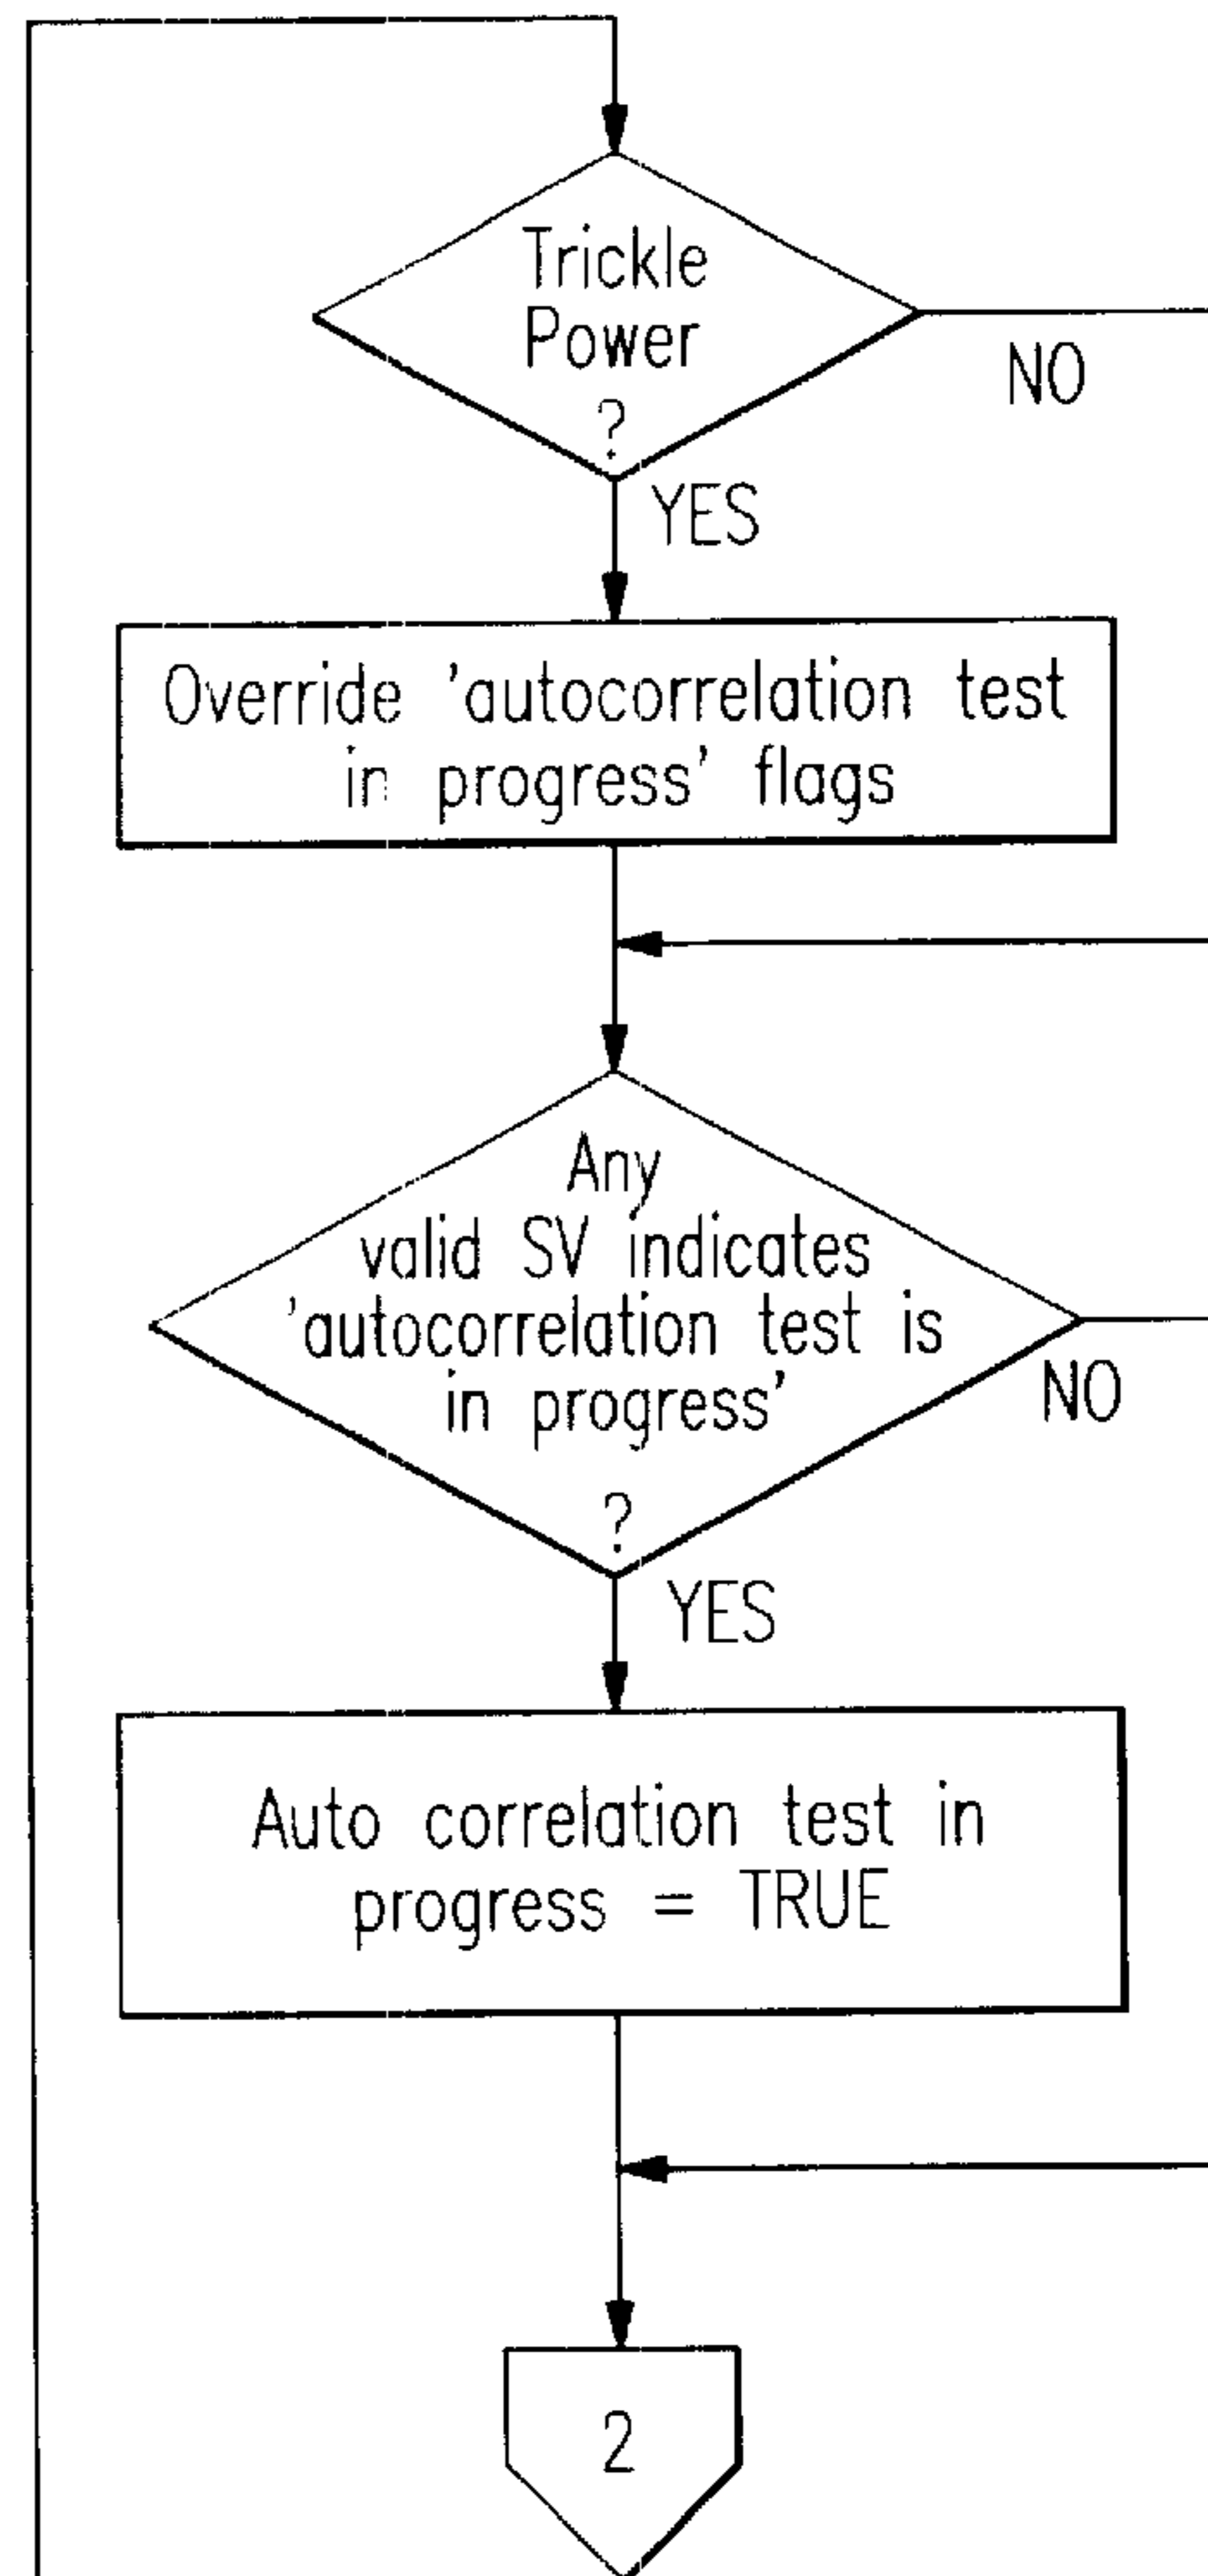 Trickle
Power
?
NO
YES
Override 'autocorrelation test
in progress' flags
Any
valid SV indicates
'autocorrelation test is
in progress'
?
NO
YES
Auto correlation test in
progress = TRUE
2